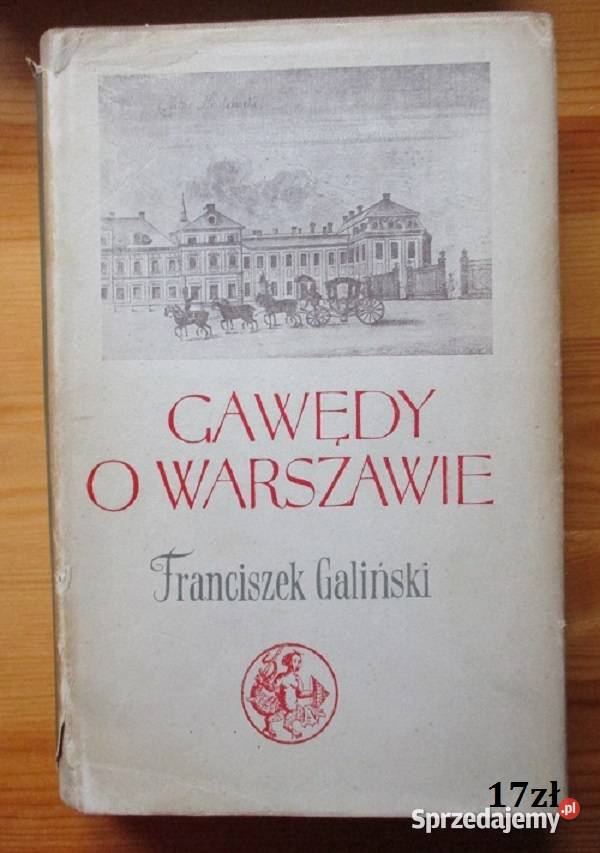 GAWĘDY
O WARSZAWIE
Franciszek Galiński
17zł
Sprzedajemy.pl